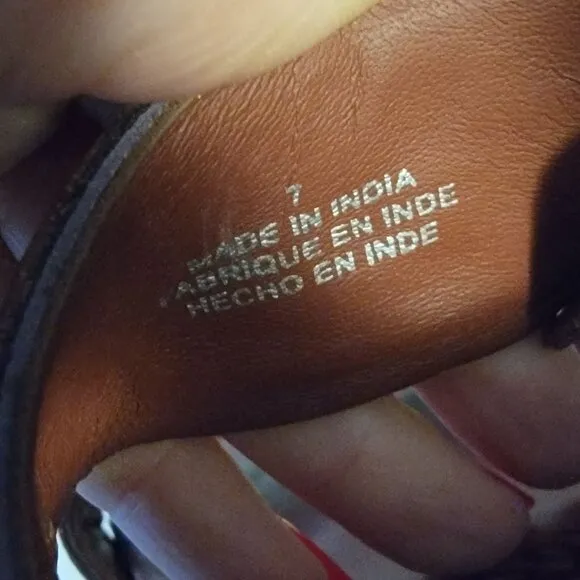 7
MADE IN INDIA
FABRIQUE EN INDE
HECHO EN INDE